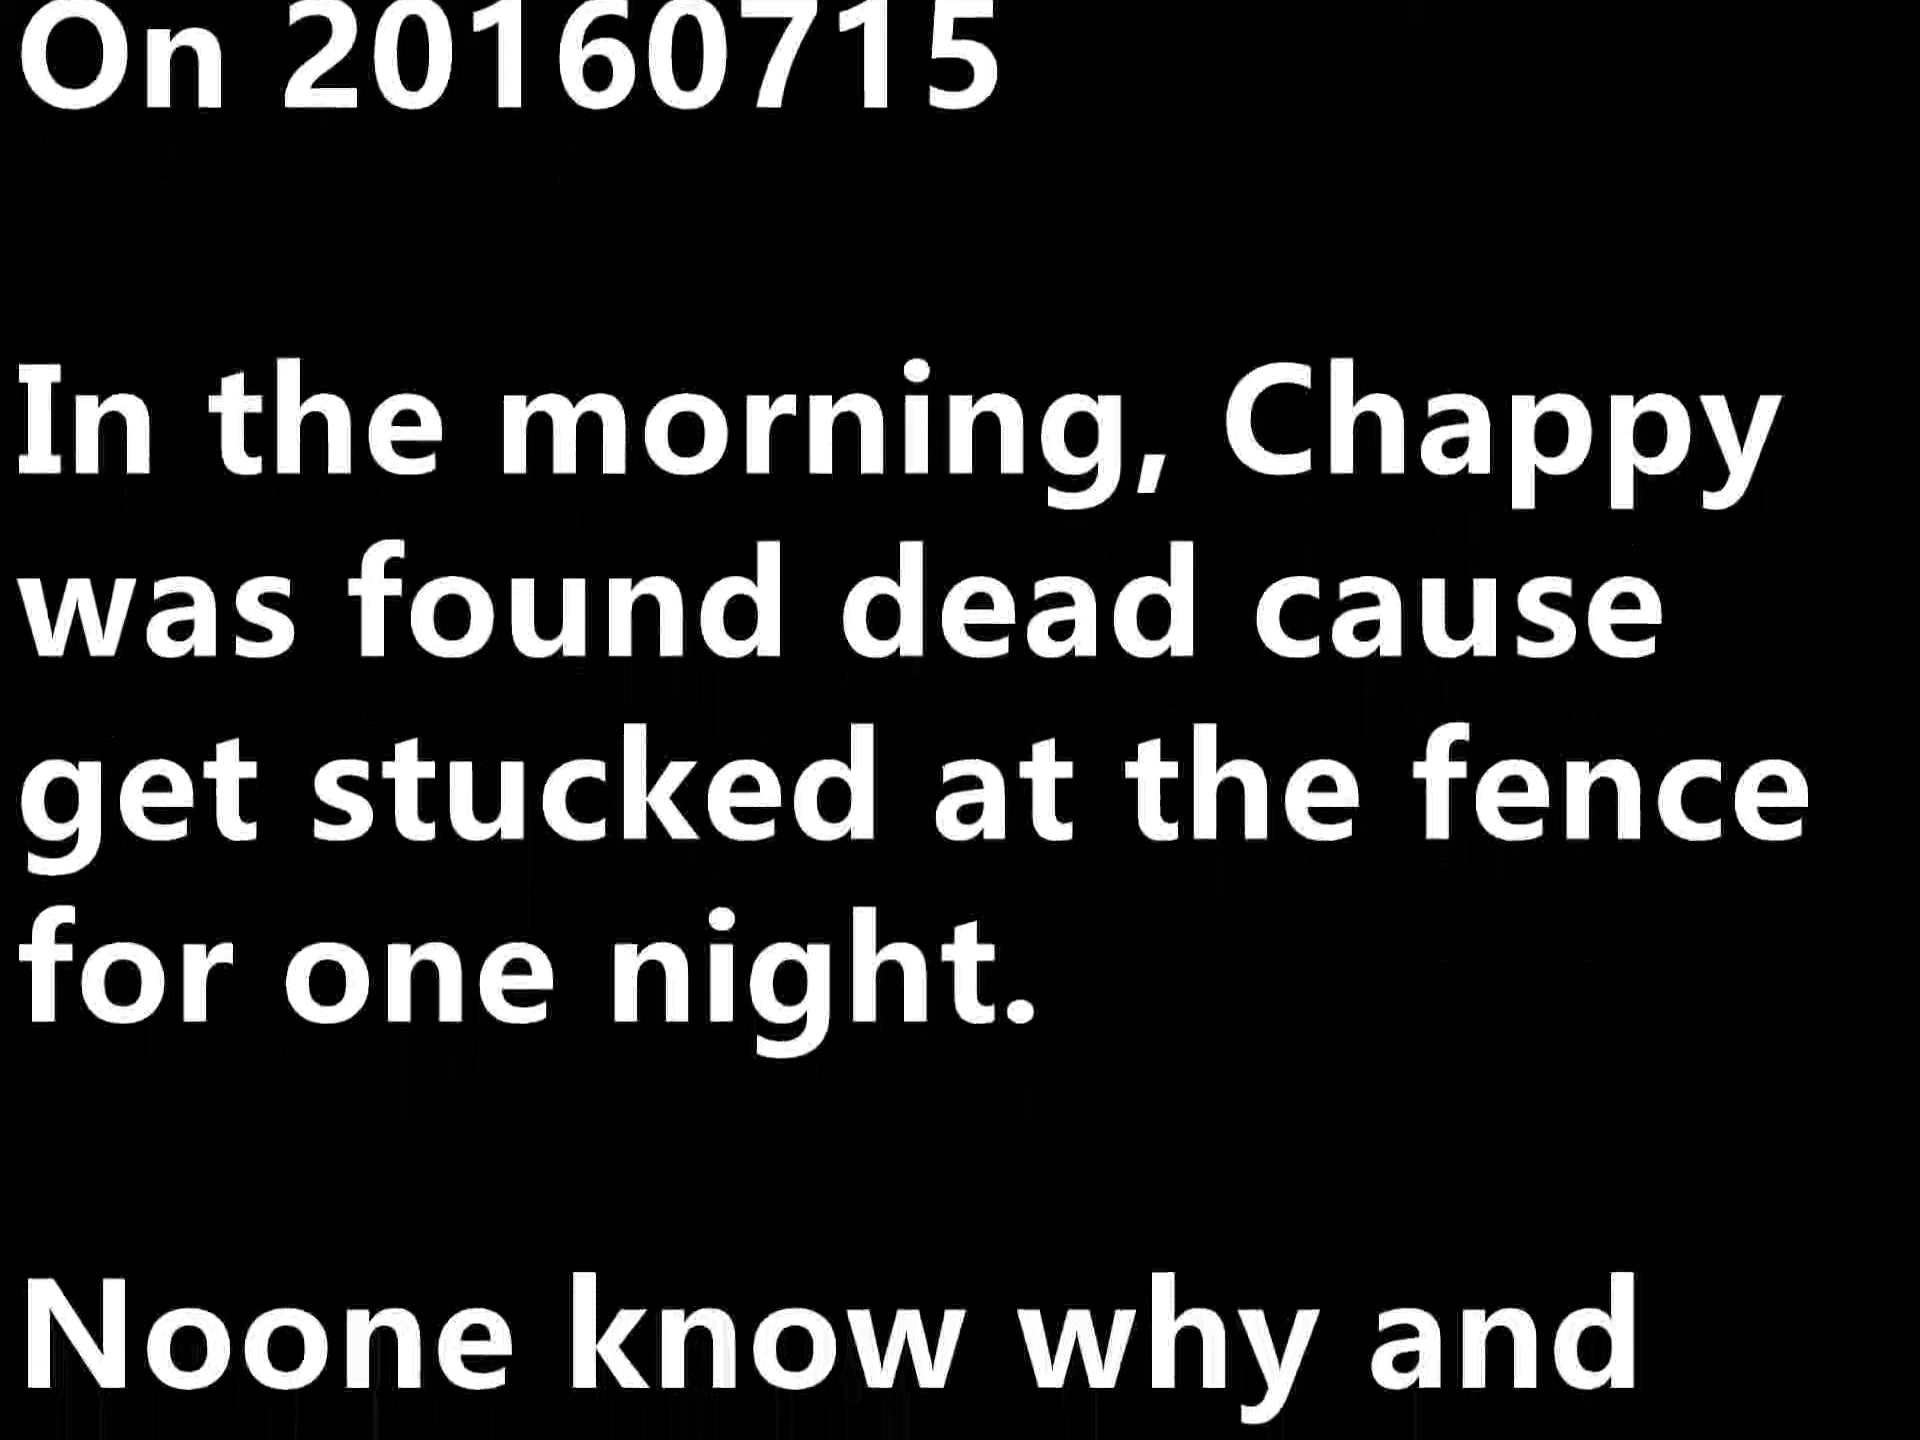 On 20160715
In the morning, Chappy
was found dead cause
get stucked at the fence
for one night.
Noone know why and